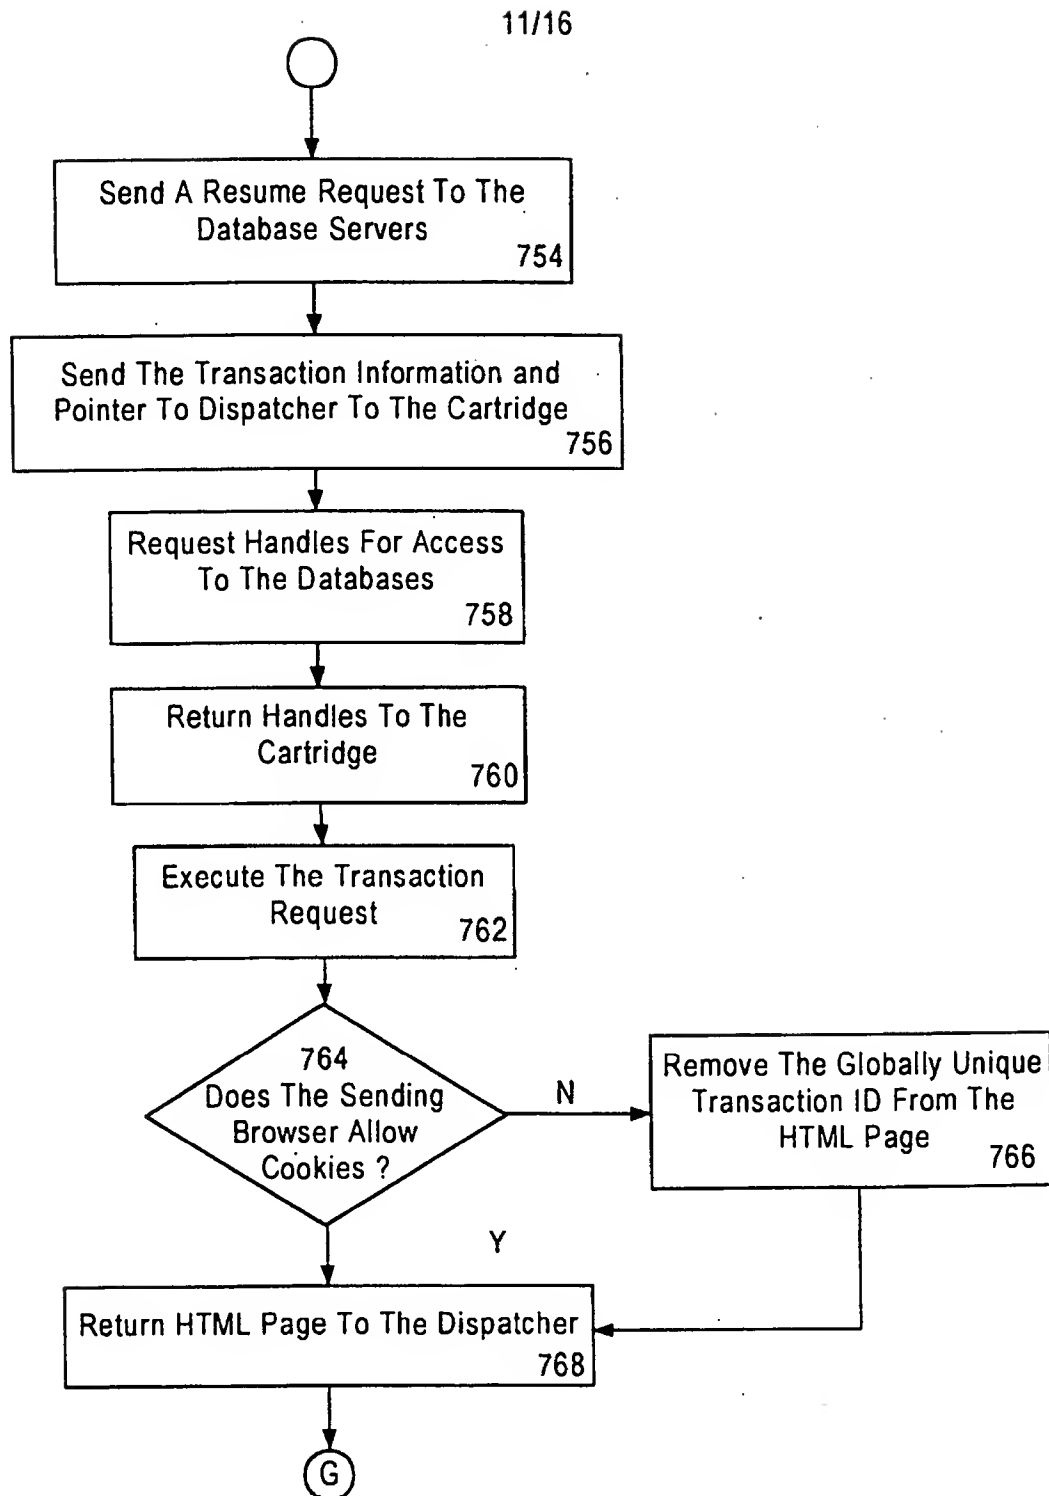 11/16
Send A Resume Request To The
Database Servers
754
Send The Transaction Information and
Pointer To Dispatcher To The Cartridge
756
Request Handles For Access
To The Databases
758
Return Handles To The
Cartridge
760
Execute The Transaction
Request
762
764
Does The Sending
Browser Allow
Cookies ?
N
Remove The Globally Unique
Transaction ID From The
HTML Page
766
Y
Return HTML Page To The Dispatcher
768
G